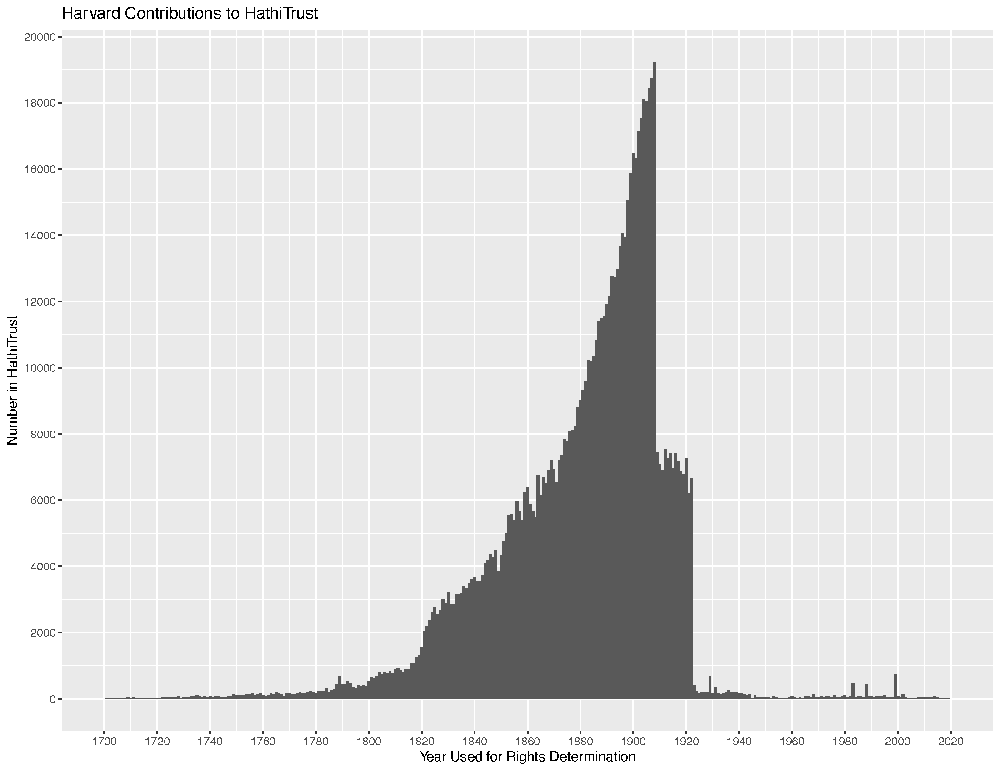 Harvard Contributions to HathiTrust
20000
18000
16000
14000
12000
10000
8000
6000
4000
2000
0
Number in HathiTrust
1700 1720 1740 1760 1780 1800 1820 1840 1860 1880 1900 1920 1940 1960 1980 2000 2020
Year Used for Rights Determination